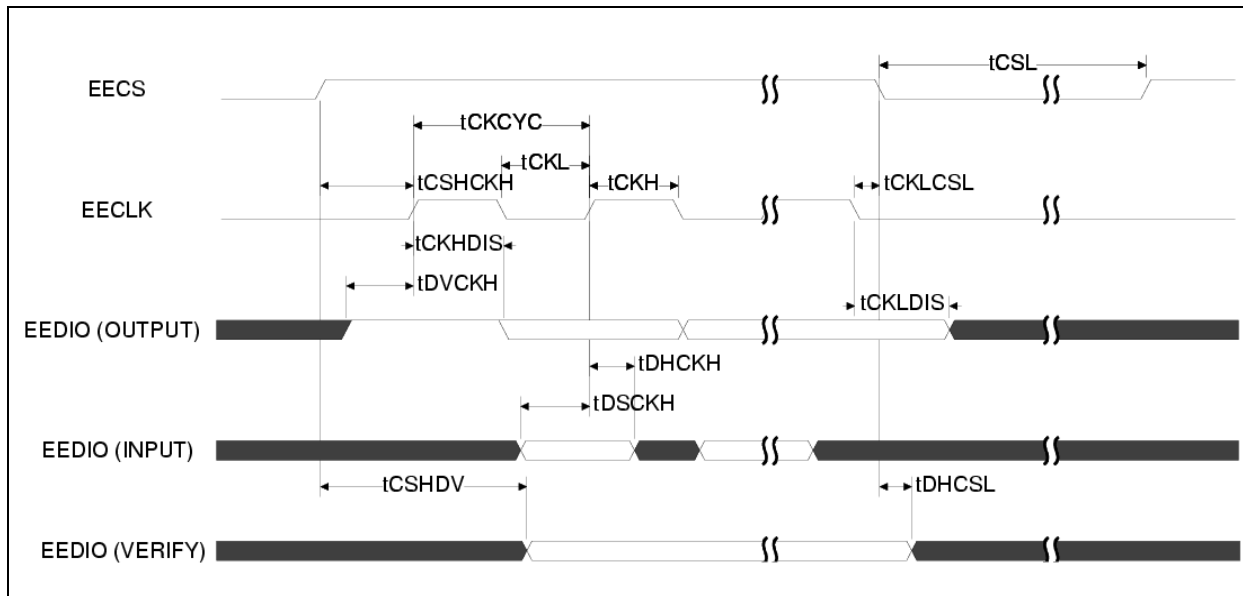 tCSL
EECS
tCKCYC
tCKL
tCSHCKH
tCKH
tCKLCSL
EECLK
tCKHDIS
tDVCKH
tCKLDIS
EEDIO (OUTPUT)
tDHCKH
tDSCKH
EEDIO (INPUT)
tCSHDV
tDHCSL
EEDIO (VERIFY)